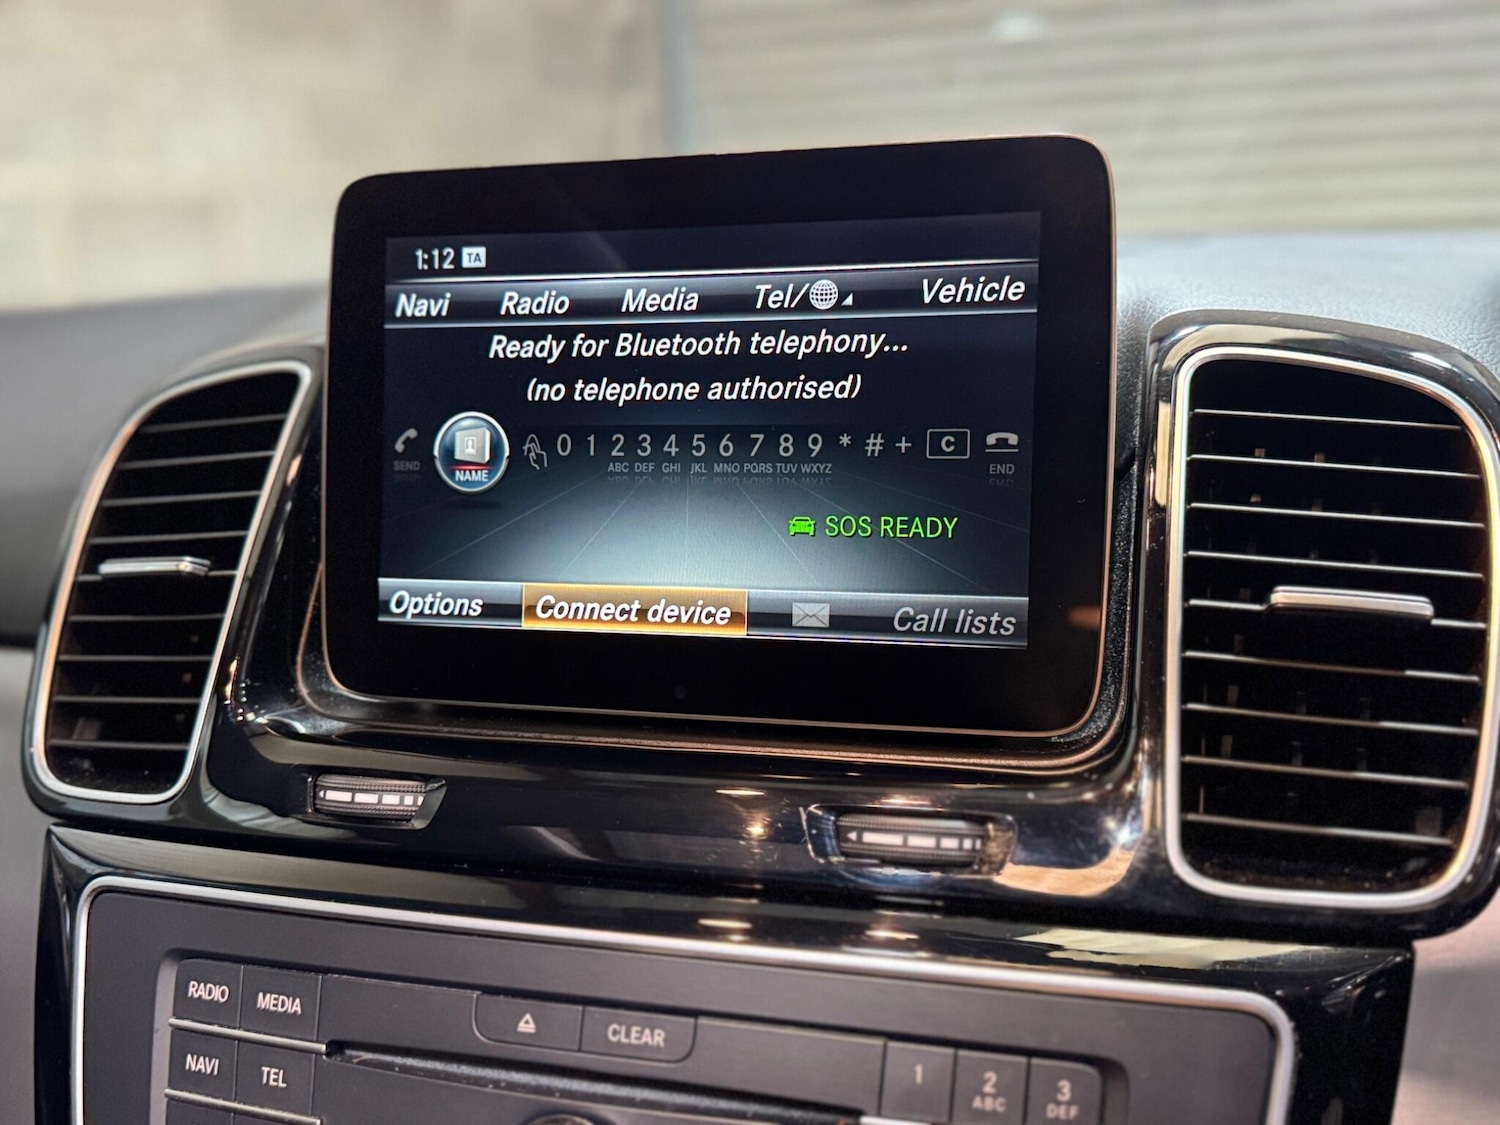 1:12 TA
Navi Radio Media Tel/ Vehicle
Ready for Bluetooth telephony...
(no telephone authorised)
SEND NAME 0 1 2 3 4 5 6 7 8 9 * # + C END
ABC DEF GHI JKL MNO PQRS TUV WXYZ
SOS READY
Options Connect device Call lists
RADIO MEDIA CLEAR
NAVI TEL 1 2 ABC 3 DEF